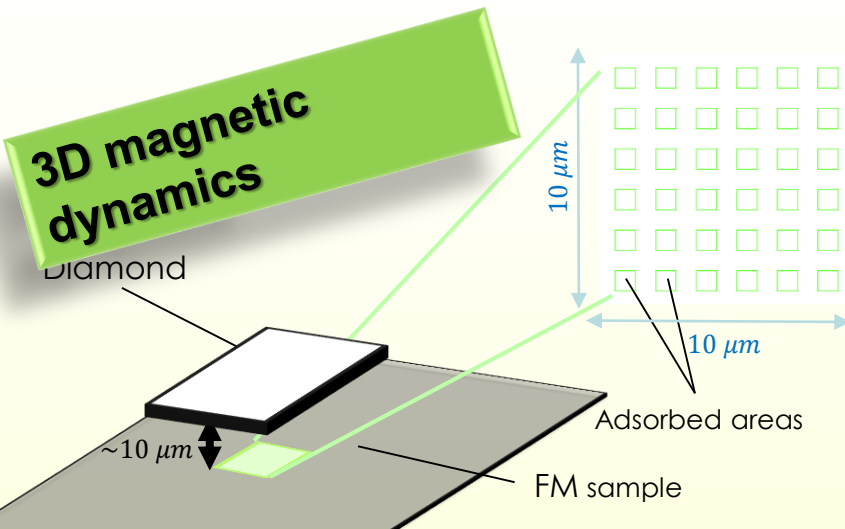 3D magnetic
dynamics
10 μm
Diamond
10 μm
Adsorbed areas
~10 μm
FM sample